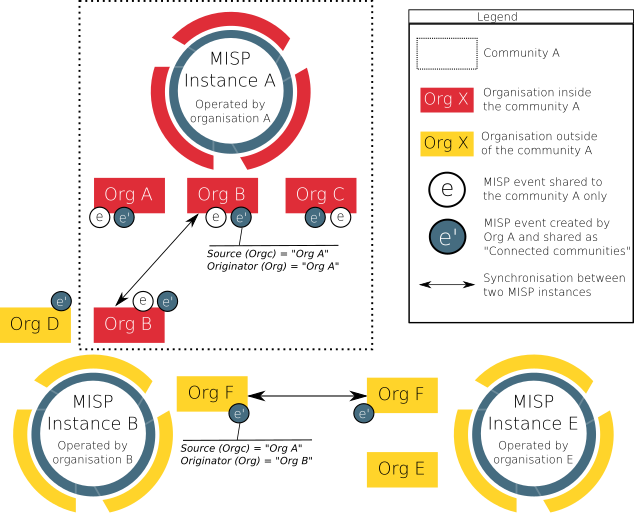 MISP
Instance A
Operated by
organisation A
Org A
Org B
Org C
e
e'
e
e'
e'
e
Source (Orgc) = "Org A"
Originator (Org) = "Org A"
e'
e
e'
Org D
Org B
MISP
Instance B
Operated by
organisation B
Org F
e'
Source (Orgc) = "Org A"
Originator (Org) = "Org B"
Org F
e'
Org E
MISP
Instance E
Operated by
organisation E
Legend
Community A
Org X
Organisation inside
the community A
Org X
Organisation outside
of the community A
e
MISP event shared to
the community A only
e'
MISP event created by
Org A and shared as
"Connected communities"
Synchronisation between
two MISP instances